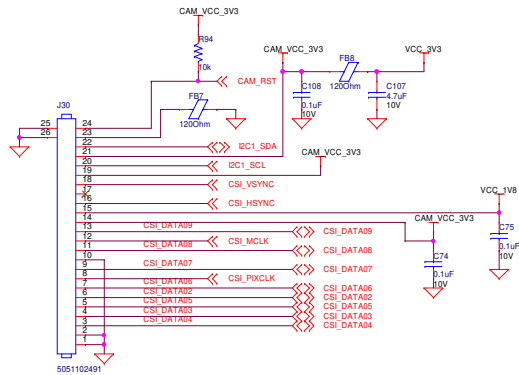 CAM_VCC_3V3
R94
10k
CAM_RST
CAM_VCC_3V3
FB8
120Ohm
VCC_3V3
C108
0.1uF
10V
C107
4.7uF
10V
FB7
120Ohm
J30
25
26
24
23
22
21
20
19
18
17
16
15
14
13
12
11
10
9
8
7
6
5
4
3
2
1
I2C1_SDA
I2C1_SCL
CAM_VCC_3V3
CSI_VSYNC
CSI_HSYNC
VCC_1V8
CAM_VCC_3V3
C75
0.1uF
10V
C74
0.1uF
10V
CSI_DATA09 CSI_DATA09
CSI_MCLK
CSI_DATA08 CSI_DATA08
CSI_DATA07 CSI_DATA07
CSI_PIXCLK
CSI_DATA06 CSI_DATA06
CSI_DATA02 CSI_DATA02
CSI_DATA05 CSI_DATA05
CSI_DATA03 CSI_DATA03
CSI_DATA04 CSI_DATA04
5051102491